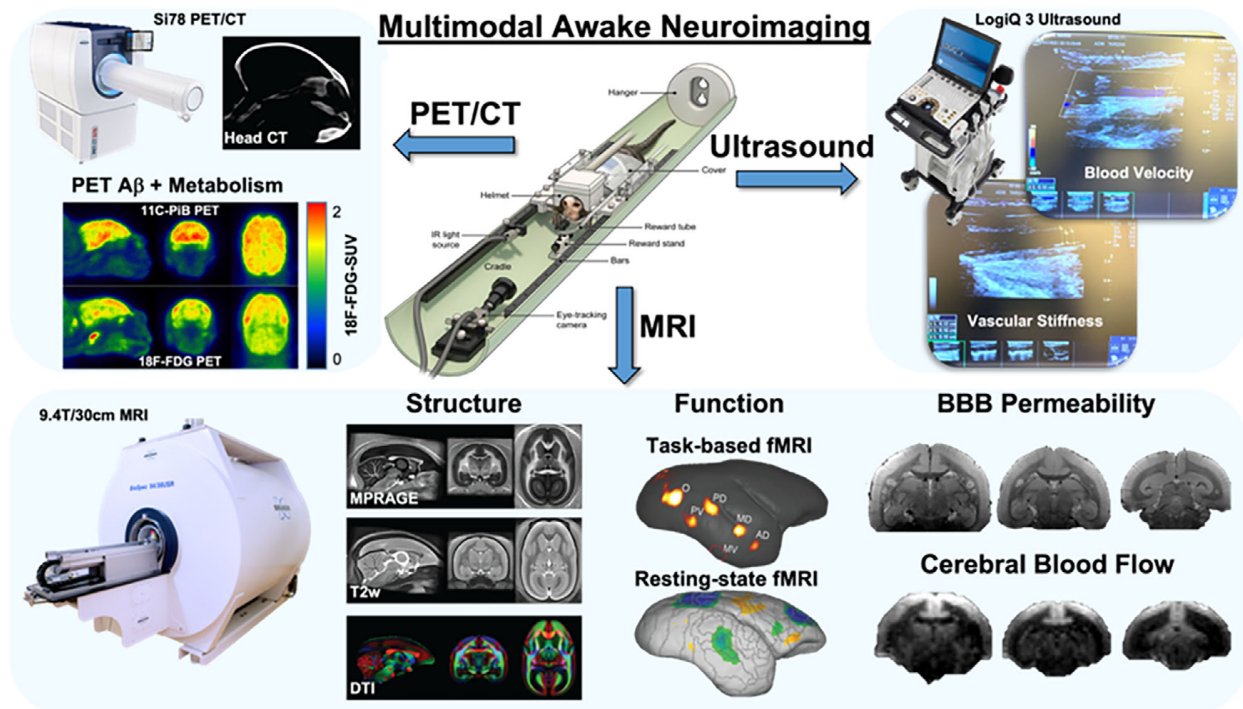 Multimodal Awake Neuroimaging
Si78 PET/CT
Head CT
PET Aβ + Metabolism
11C-PiB PET
18F-FDG PET
2
18F-FDG-SUV
0
PET/CT
Hanger
Helmet
Cover
IR light
source
Reward tube
Reward stand
Bars
Cradle
Eye-tracking
camera
Ultrasound
MRI
LogiQ 3 Ultrasound
Blood Velocity
Vascular Stiffness
9.4T/30cm MRI
Structure
MPRAGE
T2w
DTI
Function
Task-based fMRI
O
PD
PV
MD
AD
MV
Resting-state fMRI
BBB Permeability
Cerebral Blood Flow